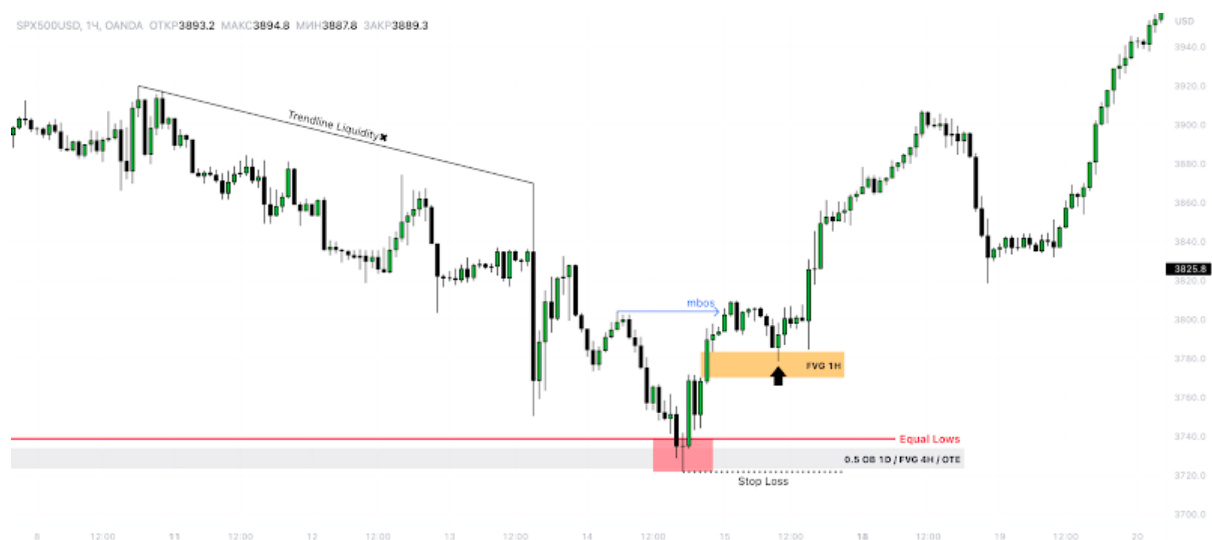 SPX500USD, 1Ч, OANDA ОТКР3893.2 МАКС3894.8 МИН3887.8 ЗАКР3889.3
USD
3940.0
Trendline Liquidity✖
3920.0
3900.0
3880.0
3860.0
3840.0
3825.8
3820.0
mbos
3800.0
3780.0
FVG 1H
3760.0
Equal Lows
3740.0
0.5 OB 1D / FVG 4H / OTE
3720.0
Stop Loss
3700.0
8 12:00 11 12:00 12 12:00 13 12:00 14 12:00 15 12:00 18 12:00 19 12:00 20